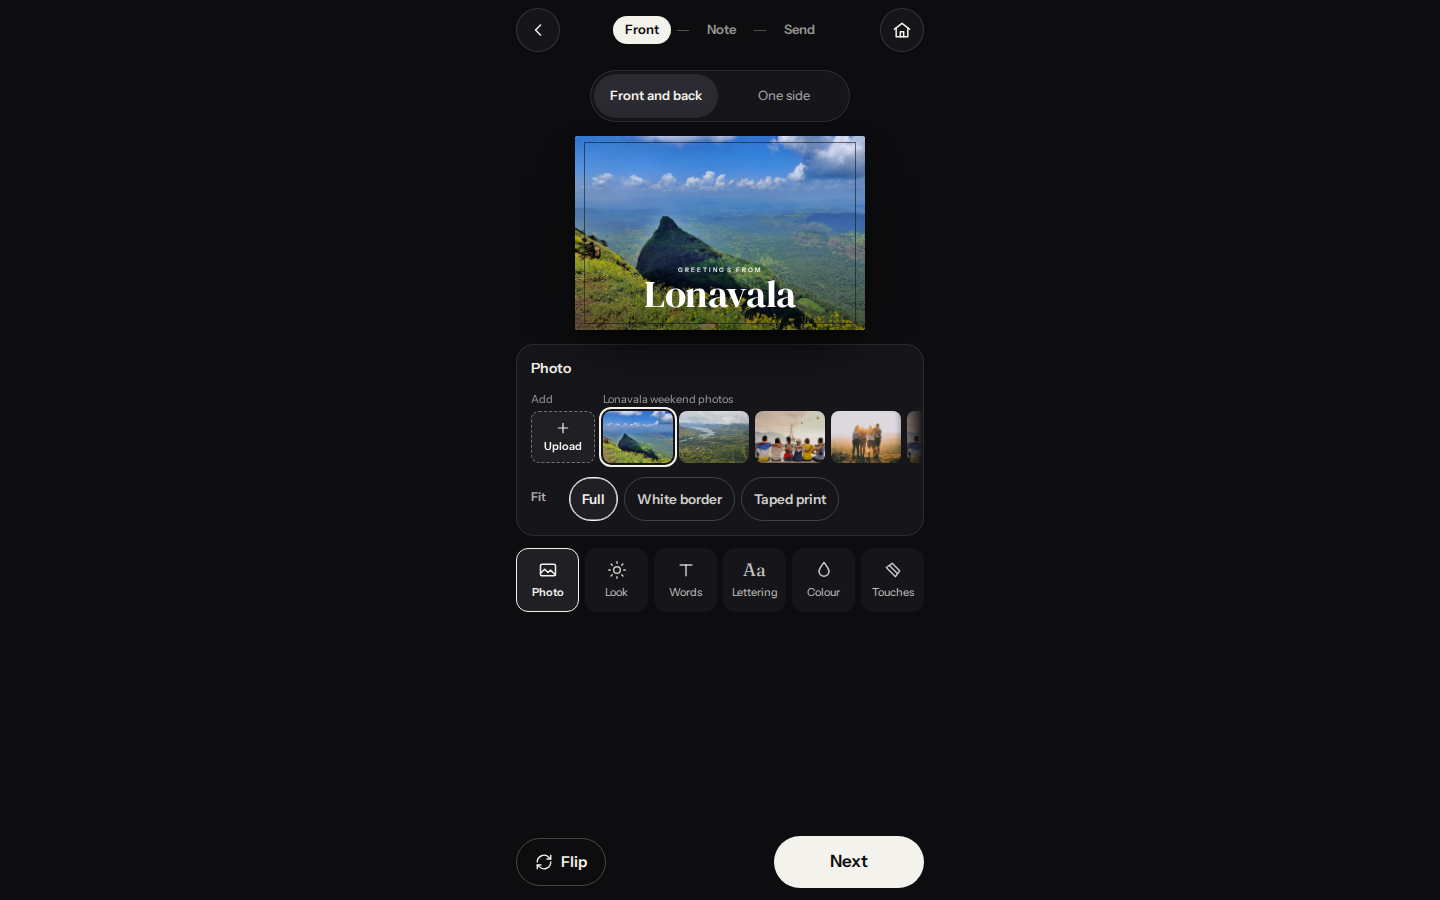 Front — Note — Send
Front and back
One side
GREETINGS FROM
Lonavala
Photo
Add
Lonavala weekend photos
Upload
Fit
Full
White border
Taped print
Photo
Look
Words
Aa
Lettering
Colour
Touches
Flip
Next